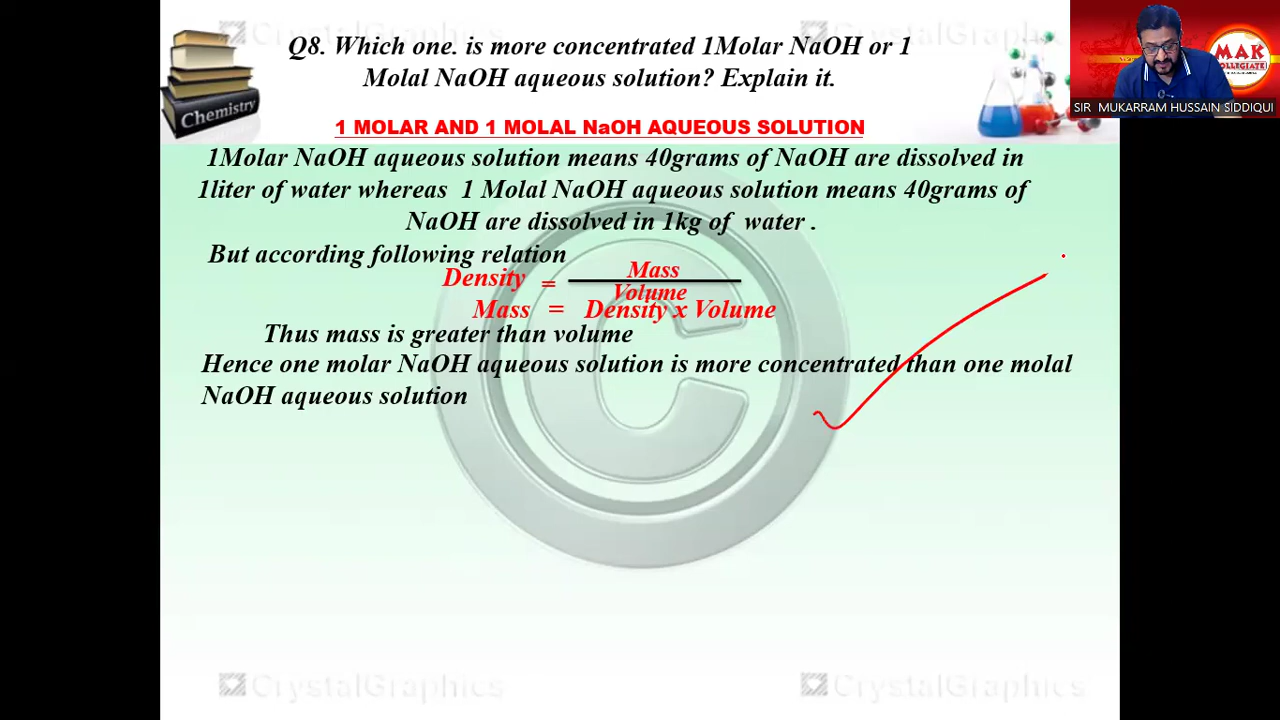 CrystalGraphics
Q8. Which one. is more concentrated 1Molar NaOH or 1
Molal NaOH aqueous solution? Explain it.
Chemistry
MAK
COLLEGIATE
SIR MUKARRAM HUSSAIN SIDDIQUI
1 MOLAR AND 1 MOLAL NaOH AQUEOUS SOLUTION
1Molar NaOH aqueous solution means 40grams of NaOH are dissolved in
1liter of water whereas 1 Molal NaOH aqueous solution means 40grams of
NaOH are dissolved in 1kg of water .
But according following relation
Density = Mass
Volume
Mass = Density x Volume
Thus mass is greater than volume
Hence one molar NaOH aqueous solution is more concentrated than one molal
NaOH aqueous solution
CrystalGraphics
CrystalGraphics